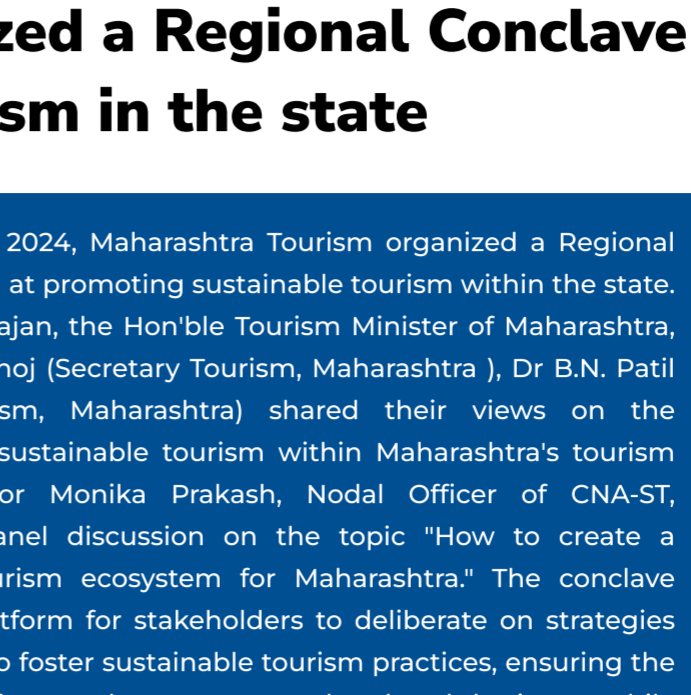 zed a Regional Conclave
ism in the state
2024, Maharashtra Tourism organized a Regional
at promoting sustainable tourism within the state.
ajan, the Hon'ble Tourism Minister of Maharashtra,
noj (Secretary Tourism, Maharashtra ), Dr B.N. Patil
ism, Maharashtra) shared their views on the
sustainable tourism within Maharashtra's tourism
or Monika Prakash, Nodal Officer of CNA-ST,
anel discussion on the topic "How to create a
urism ecosystem for Maharashtra." The conclave
tform for stakeholders to deliberate on strategies
o foster sustainable tourism practices, ensuring the